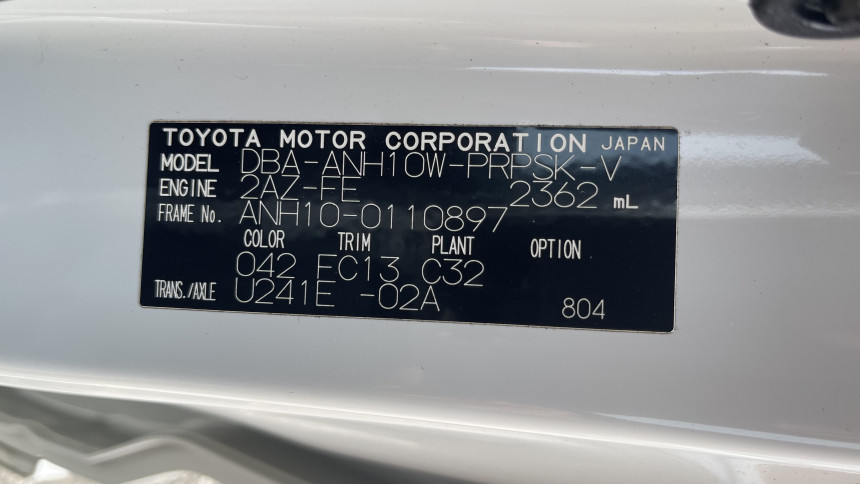 TOYOTA MOTOR CORPORATION JAPAN
MODEL DBA-ANH10W-PRPSK-V
ENGINE 2AZ-FE 2362 mL
FRAME No. ANH10-0110897
COLOR TRIM PLANT OPTION
042 FC13 C32
TRANS./AXLE U241E -02A 804